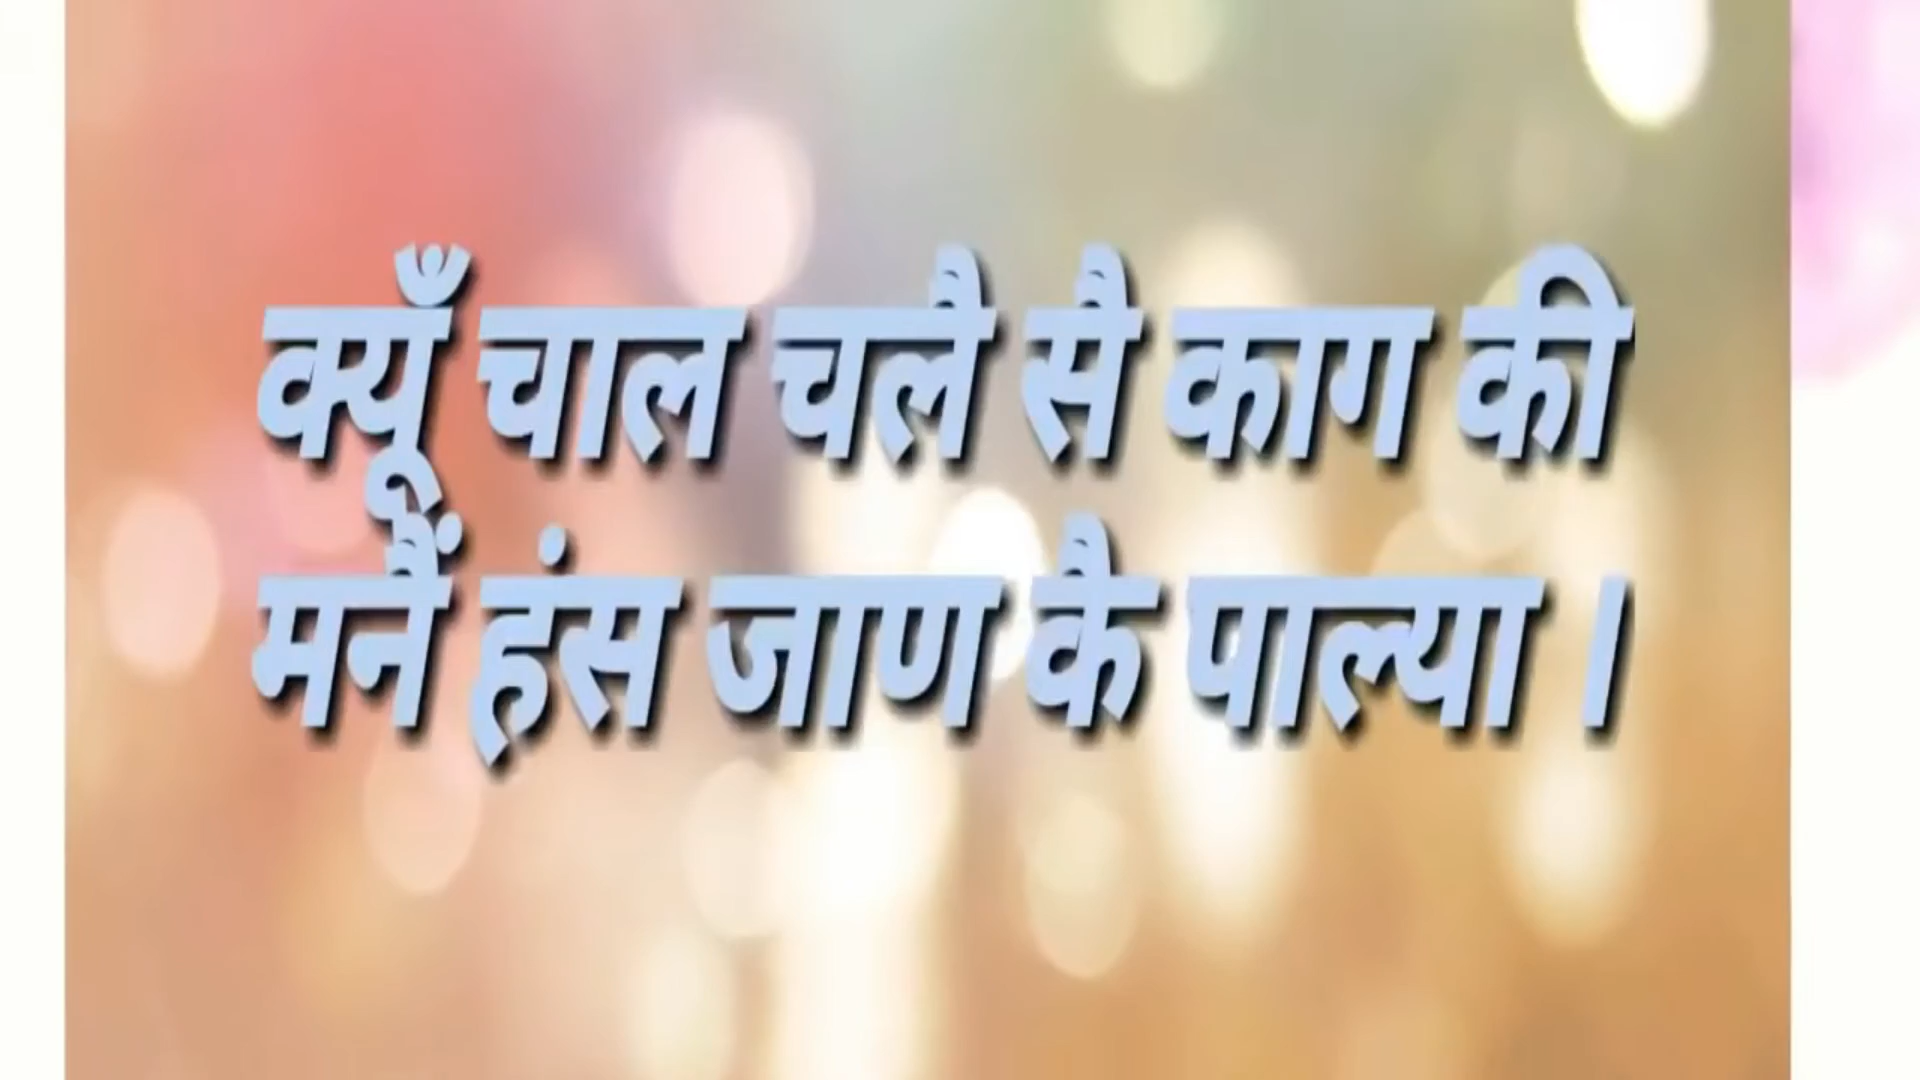 क्यूँ चाल चलै सै काग की
मनैं हंस जाण कै पाल्या ।